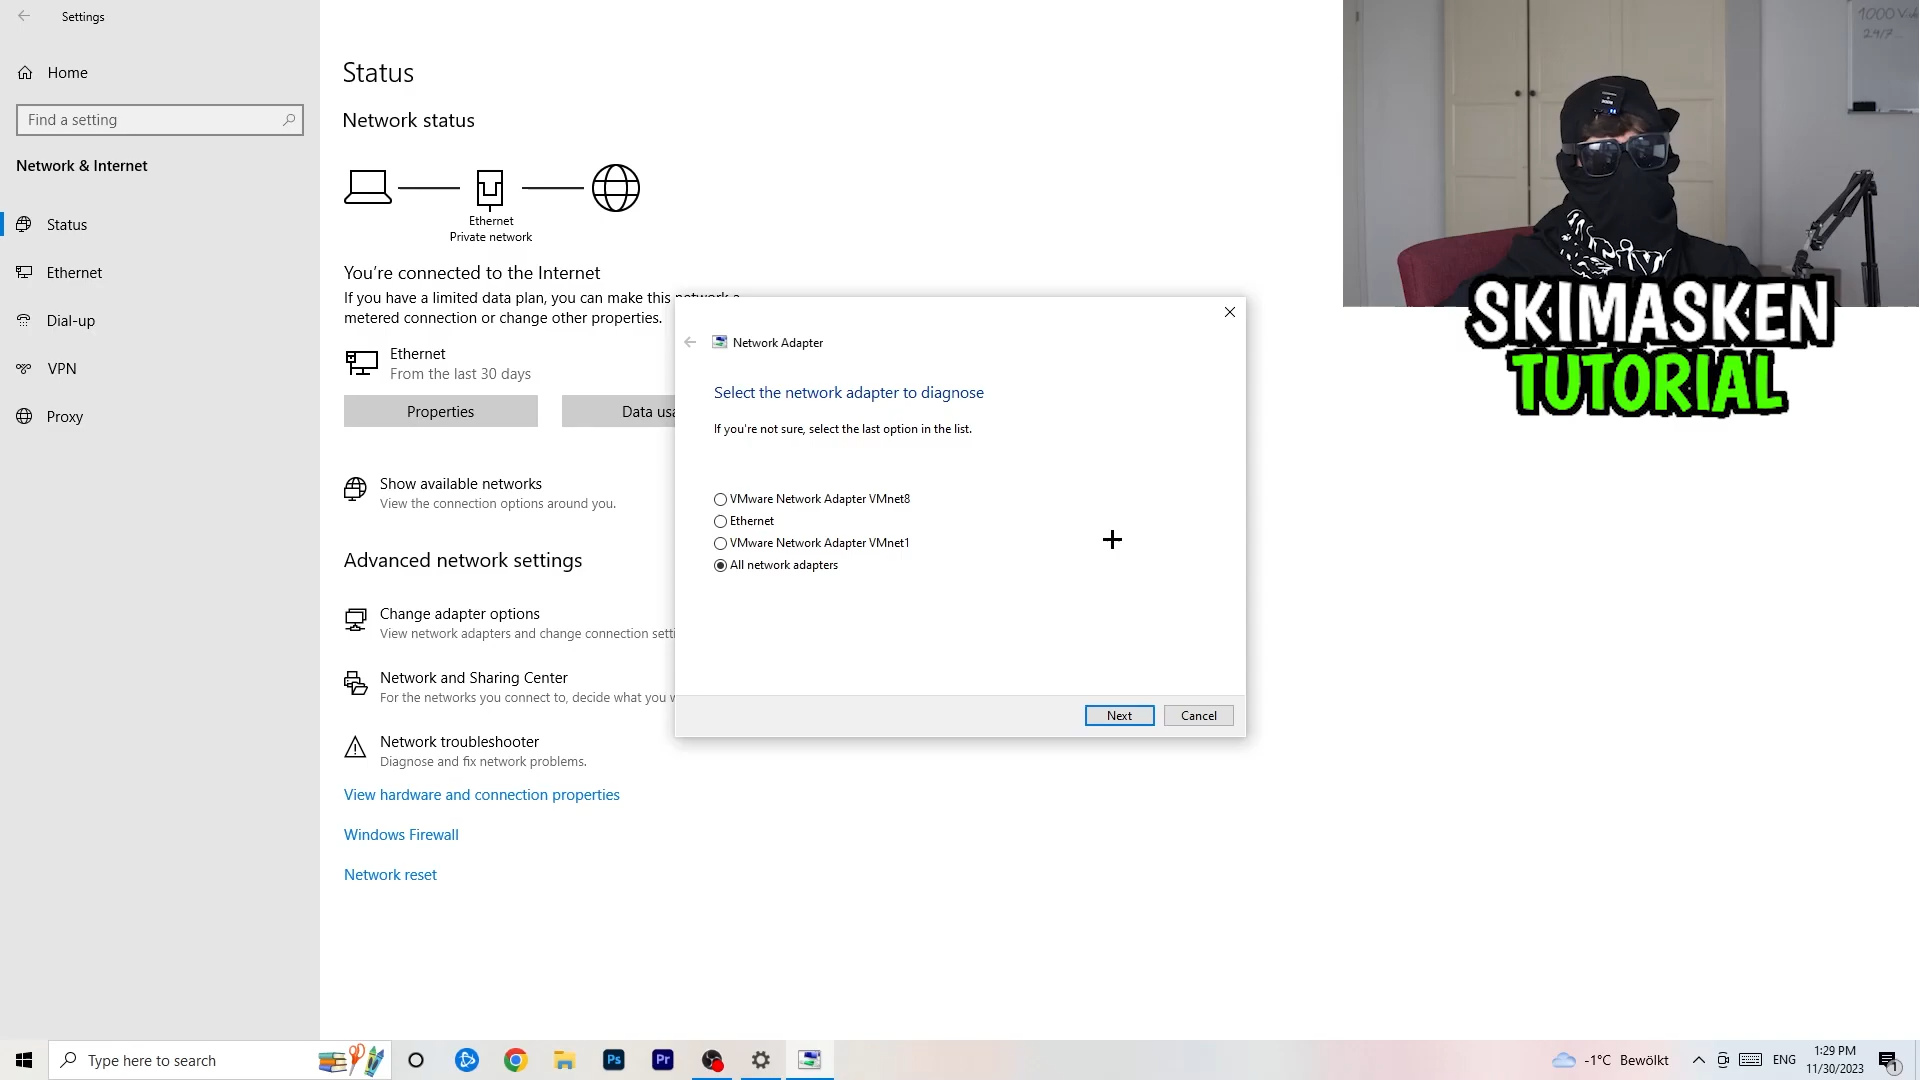 Settings
Home
Find a setting
Network & Internet
Status
Ethernet
Dial-up
VPN
Proxy
Status
Network status
Ethernet
Private network
You're connected to the Internet
If you have a limited data plan, you can make this network a
metered connection or change other properties.
Ethernet
From the last 30 days
Properties
Data usa
Show available networks
View the connection options around you.
Advanced network settings
Change adapter options
View network adapters and change connection setti
Network and Sharing Center
For the networks you connect to, decide what you w
Network troubleshooter
Diagnose and fix network problems.
View hardware and connection properties
Windows Firewall
Network reset
Network Adapter
Select the network adapter to diagnose
If you're not sure, select the last option in the list.
VMware Network Adapter VMnet8
Ethernet
VMware Network Adapter VMnet1
All network adapters
Next
Cancel
24/7
SKIMASKEN
TUTORIAL
Type here to search
Ps
Pr
-1°C Bewölkt
ENG
1:29 PM
11/30/2023
1